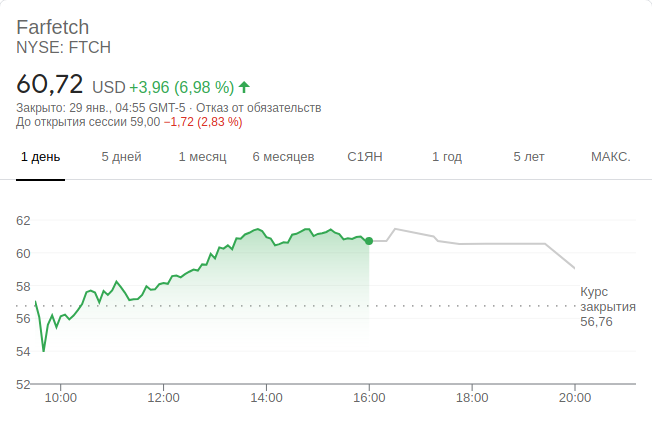 Farfetch
NYSE: FTCH
60,72 USD +3,96 (6,98 %)
Закрыто: 29 янв., 04:55 GMT-5 · Отказ от обязательств
До открытия сессии 59,00 −1,72 (2,83 %)
1 день 5 дней 1 месяц 6 месяцев С1ЯН 1 год 5 лет МАКС.
62
60
58
Курс
закрытия
56,76
56
54
52
10:00 12:00 14:00 16:00 18:00 20:00